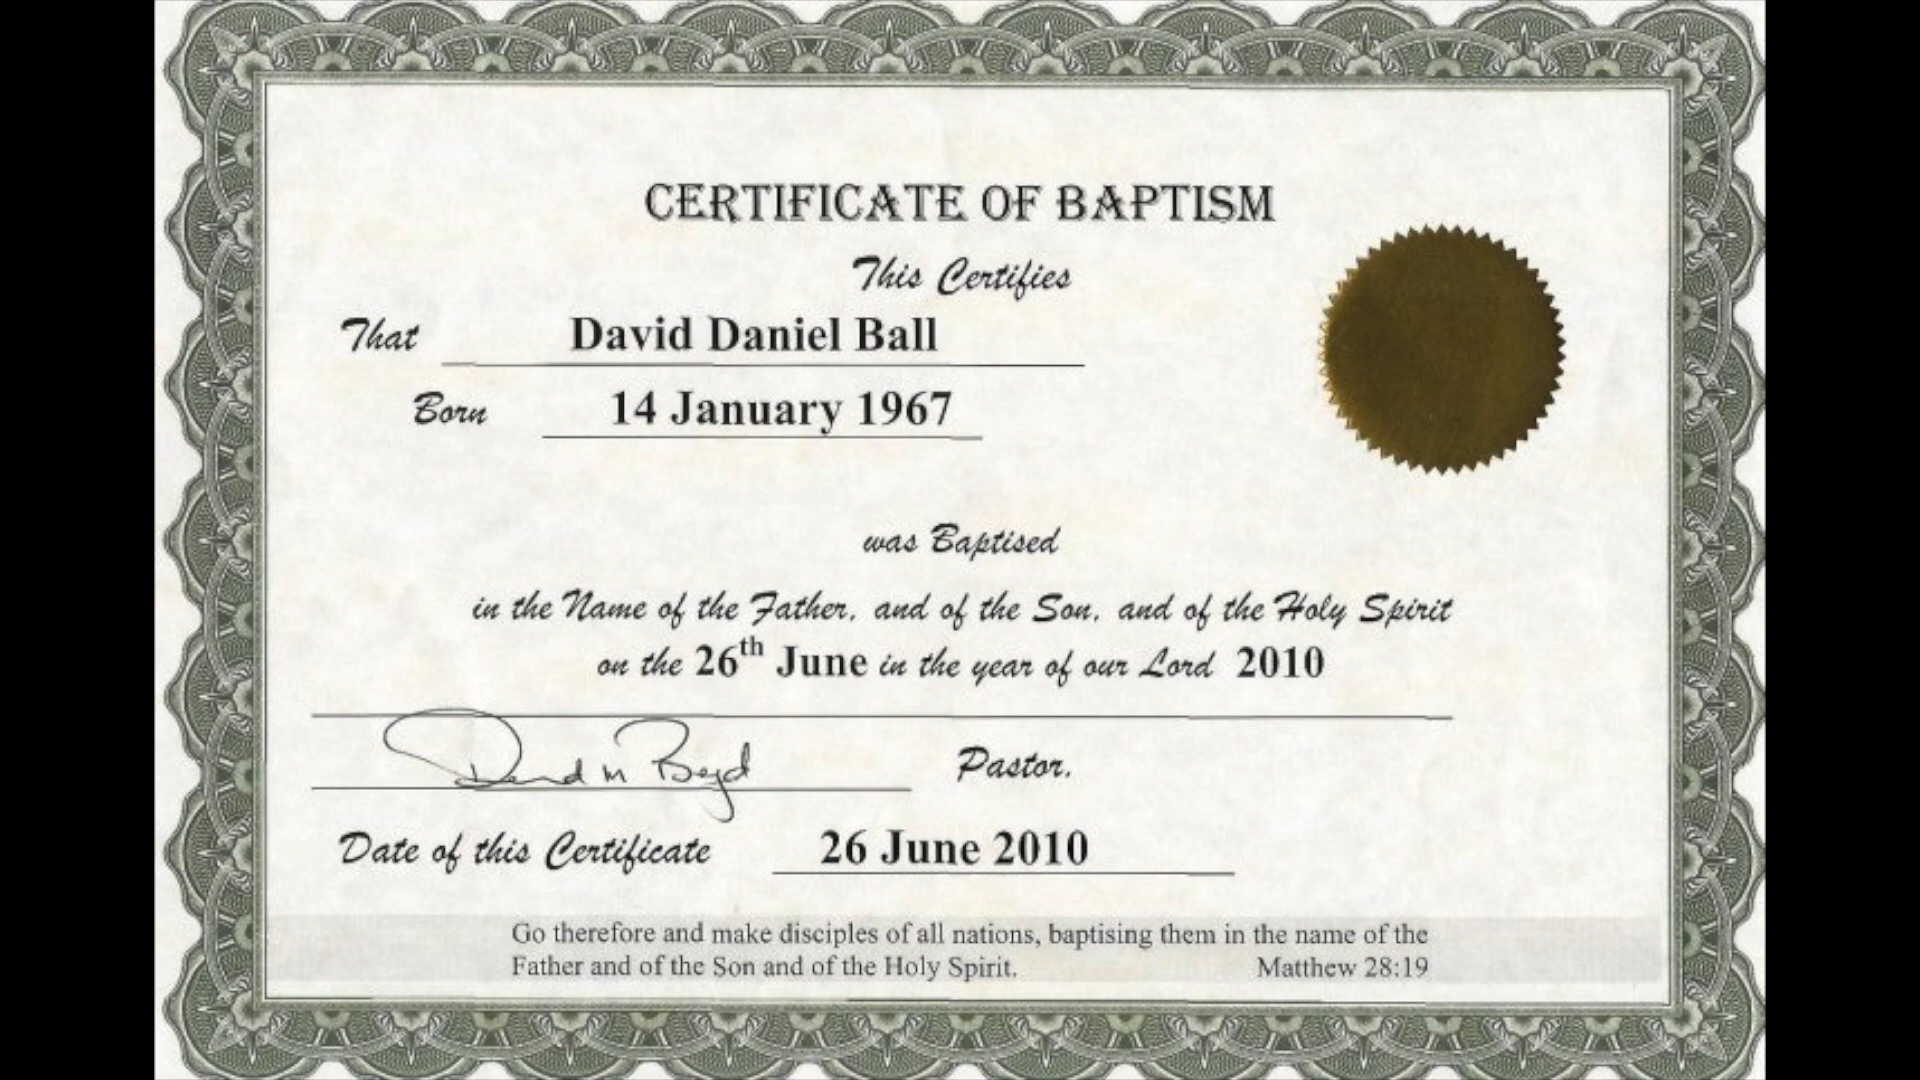 CERTIFICATE OF BAPTISM
This Certifies
That David Daniel Ball
Born 14 January 1967
was Baptised
in the Name of the Father, and of the Son, and of the Holy Spirit
on the 26th June in the year of our Lord 2010
Pastor.
Date of this Certificate 26 June 2010
Go therefore and make disciples of all nations, baptising them in the name of the
Father and of the Son and of the Holy Spirit. Matthew 28:19